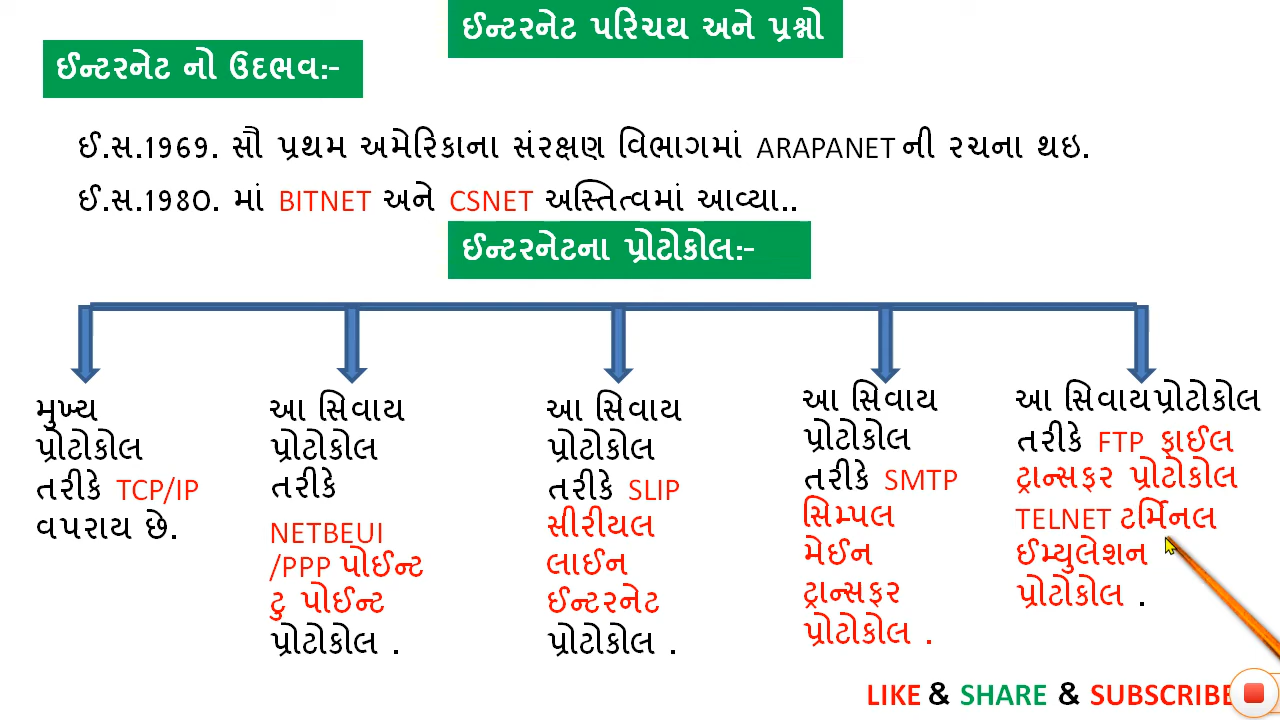 ઈન્ટરનેટ પરિચય અને પ્રશ્નો
ઈન્ટરનેટ નો ઉદભવ:-
ઈ.સ.1969. સૌ પ્રથમ અમેરિકાના સંરક્ષણ વિભાગમાં ARAPANET ની રચના થઇ.
ઈ.સ.1980. માં BITNET અને CSNET અસ્તિત્વમાં આવ્યા..
ઈન્ટરનેટના પ્રોટોકોલ:-
મુખ્ય
પ્રોટોકોલ
તરીકે TCP/IP
વપરાય છે.
આ સિવાય
પ્રોટોકોલ
તરીકે
NETBEUI
/PPP પોઈન્ટ
ટુ પોઈન્ટ
પ્રોટોકોલ .
આ સિવાય
પ્રોટોકોલ
તરીકે SLIP
સીરીયલ
લાઈન
ઈન્ટરનેટ
પ્રોટોકોલ .
આ સિવાય
પ્રોટોકોલ
તરીકે SMTP
સિમ્પલ
મેઈન
ટ્રાન્સફર
પ્રોટોકોલ .
આ સિવાયપ્રોટોકોલ
તરીકે FTP ફાઈલ
ટ્રાન્સફર પ્રોટોકોલ
TELNET ટર્મિનલ
ઈમ્યુલેશન
પ્રોટોકોલ .
LIKE & SHARE & SUBSCRIBE